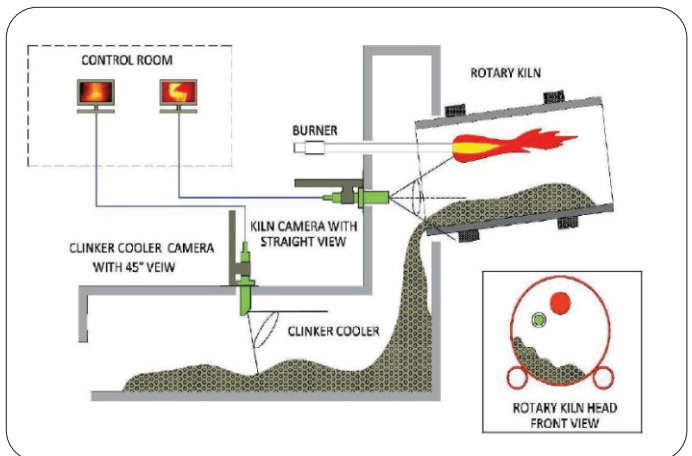 CONTROL ROOM
ROTARY KILN
BURNER
KILN CAMERA WITH
STRAIGHT VIEW
CLINKER COOLER CAMERA
WITH 45° VEIW
CLINKER COOLER
ROTARY KILN HEAD
FRONT VIEW